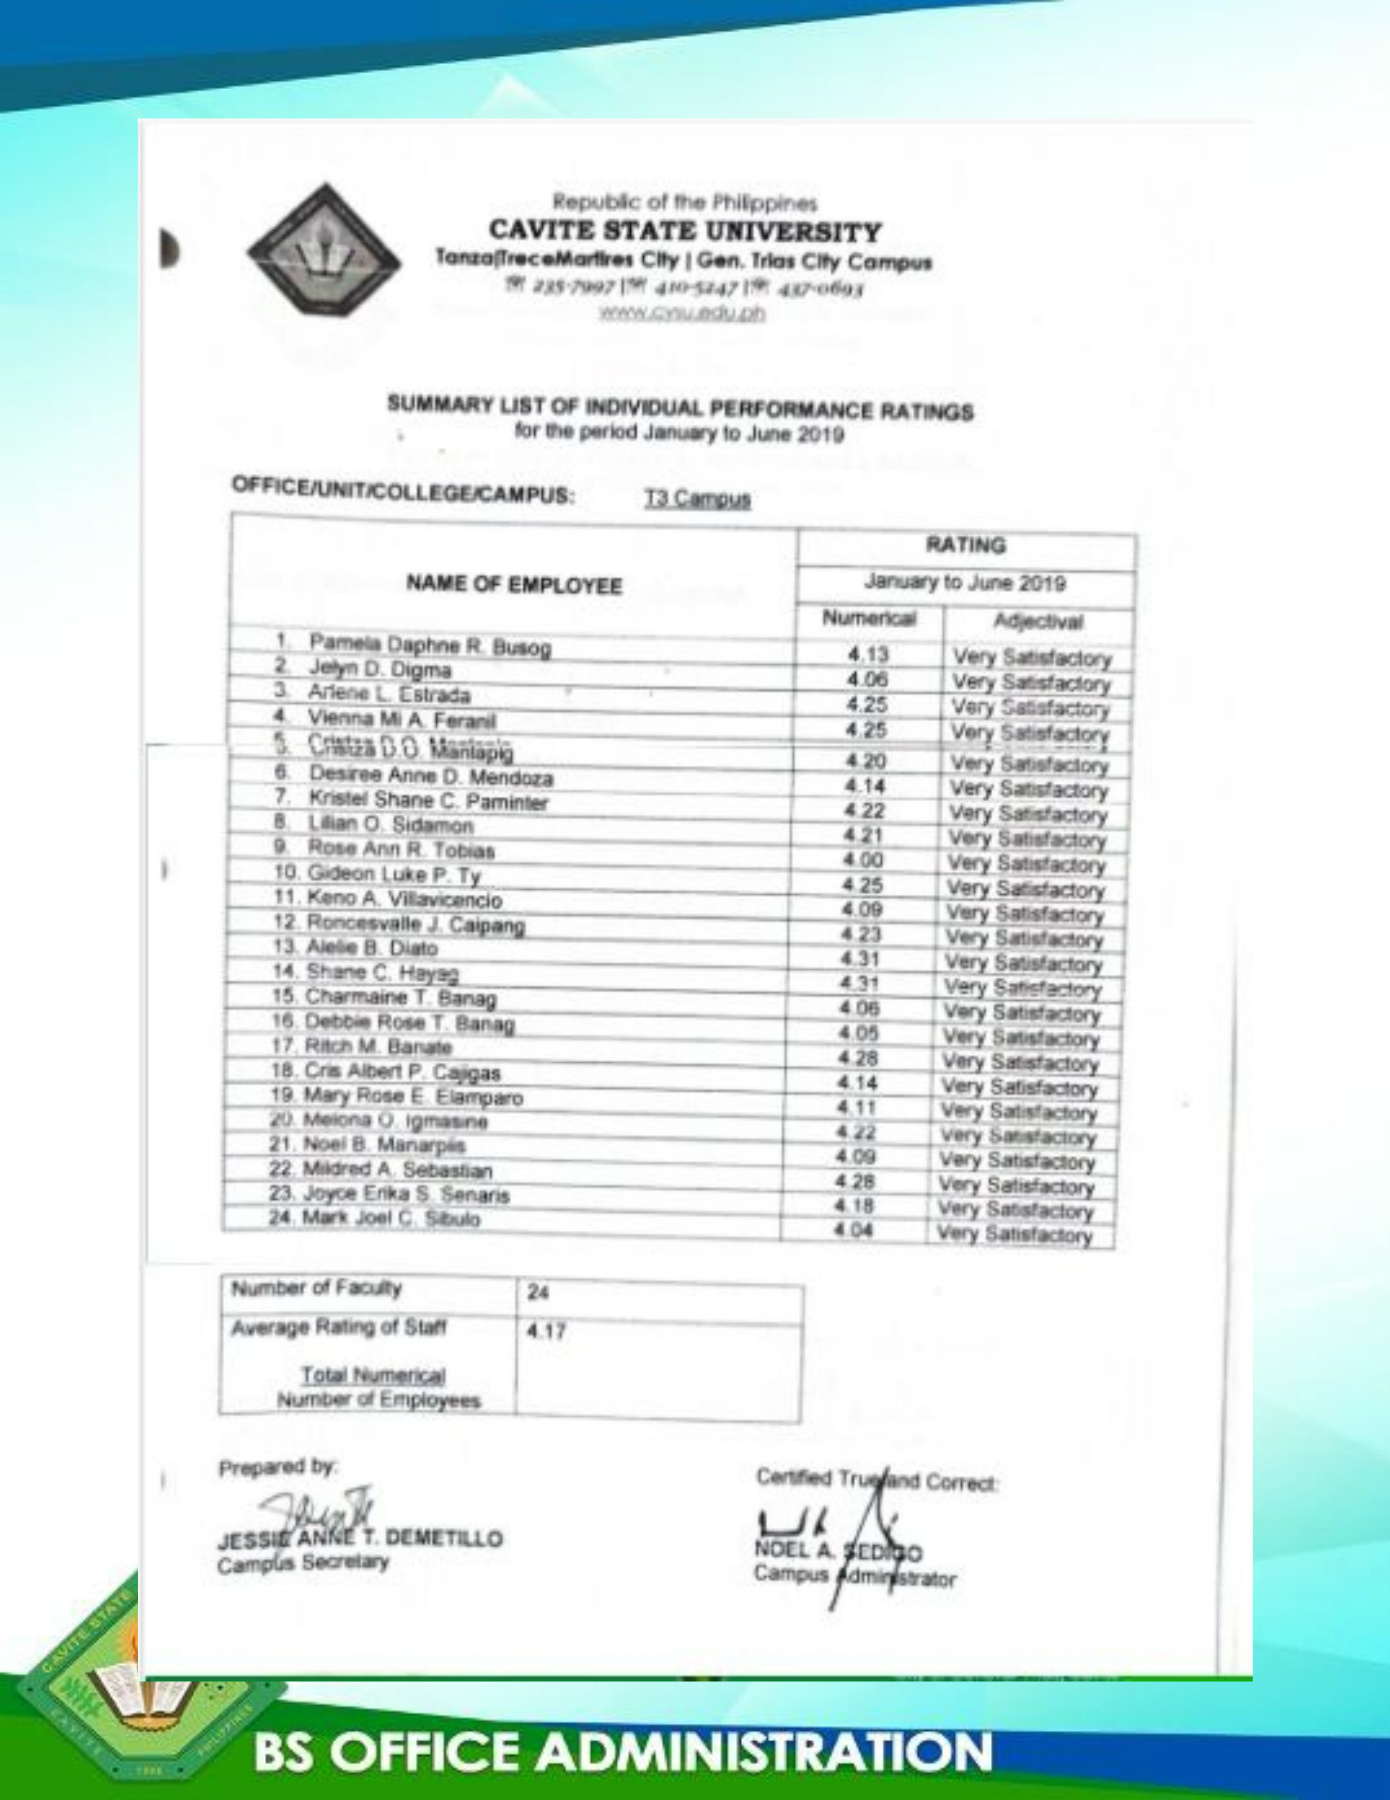 Republic of the Philippines
CAVITE STATE UNIVERSITY
Tanza|TreceMartires City | Gen. Trias City Campus
☎ 235-7997 |☎ 410-5247 |☎ 437-0693
www.cvsu.edu.ph
SUMMARY LIST OF INDIVIDUAL PERFORMANCE RATINGS
for the period January to June 2019
OFFICE/UNIT/COLLEGE/CAMPUS: T3 Campus
NAME OF EMPLOYEE
RATING
January to June 2019
Numerical Adjectival
1. Pamela Daphne R. Busog 4.13 Very Satisfactory
2. Jelyn D. Digma 4.06 Very Satisfactory
3. Arlene L. Estrada 4.25 Very Satisfactory
4. Vienna Mi A. Feranil 4.25 Very Satisfactory
5. Cristza D.O. Manlapig 4.20 Very Satisfactory
6. Desiree Anne D. Mendoza 4.14 Very Satisfactory
7. Kristel Shane C. Paminter 4.22 Very Satisfactory
8. Lilian O. Sidamon 4.21 Very Satisfactory
9. Rose Ann R. Tobias 4.00 Very Satisfactory
10. Gideon Luke P. Ty 4.25 Very Satisfactory
11. Keno A. Villavicencio 4.09 Very Satisfactory
12. Roncesvalle J. Caipang 4.23 Very Satisfactory
13. Alelie B. Diato 4.31 Very Satisfactory
14. Shane C. Hayag 4.31 Very Satisfactory
15. Charmaine T. Banag 4.06 Very Satisfactory
16. Debbie Rose T. Banag 4.05 Very Satisfactory
17. Ritch M. Banate 4.28 Very Satisfactory
18. Cris Albert P. Cajigas 4.14 Very Satisfactory
19. Mary Rose E. Elamparo 4.11 Very Satisfactory
20. Melona O. Igmasine 4.22 Very Satisfactory
21. Noel B. Manarpiis 4.09 Very Satisfactory
22. Mildred A. Sebastian 4.28 Very Satisfactory
23. Joyce Erika S. Senaris 4.18 Very Satisfactory
24. Mark Joel C. Sibulo 4.04 Very Satisfactory
Number of Faculty 24
Average Rating of Staff 4.17
Total Numerical
Number of Employees
Prepared by:
JESSIE ANNE T. DEMETILLO
Campus Secretary
Certified True and Correct:
NOEL A. SEDIGO
Campus Administrator
CAVITE STATE
CAVITE
PHILIPPINES
BS OFFICE ADMINISTRATION